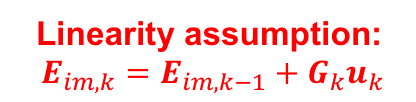 Linearity assumption:
E_{im,k} = E_{im,k−1} + G_k u_k